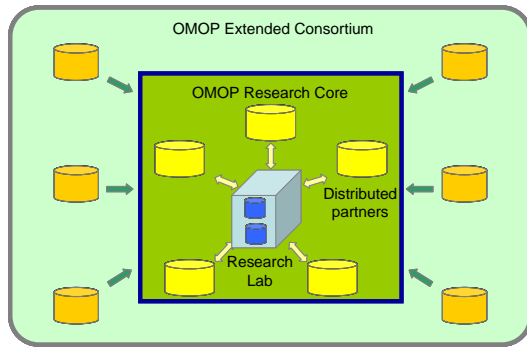 OMOP Extended Consortium
OMOP Research Core
Distributed
partners
Research
Lab